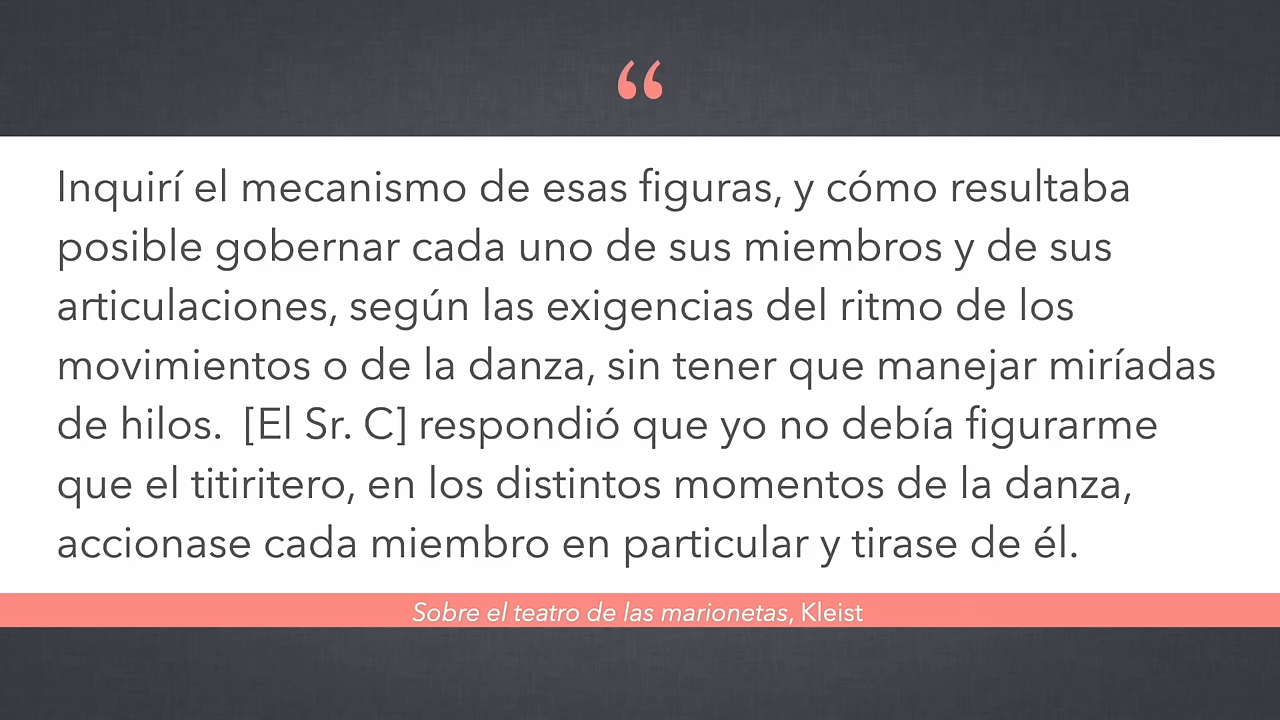 “
Inquirí el mecanismo de esas figuras, y cómo resultaba
posible gobernar cada uno de sus miembros y de sus
articulaciones, según las exigencias del ritmo de los
movimientos o de la danza, sin tener que manejar miríadas
de hilos.  [El Sr. C] respondió que yo no debía figurarme
que el titiritero, en los distintos momentos de la danza,
accionase cada miembro en particular y tirase de él.
Sobre el teatro de las marionetas, Kleist